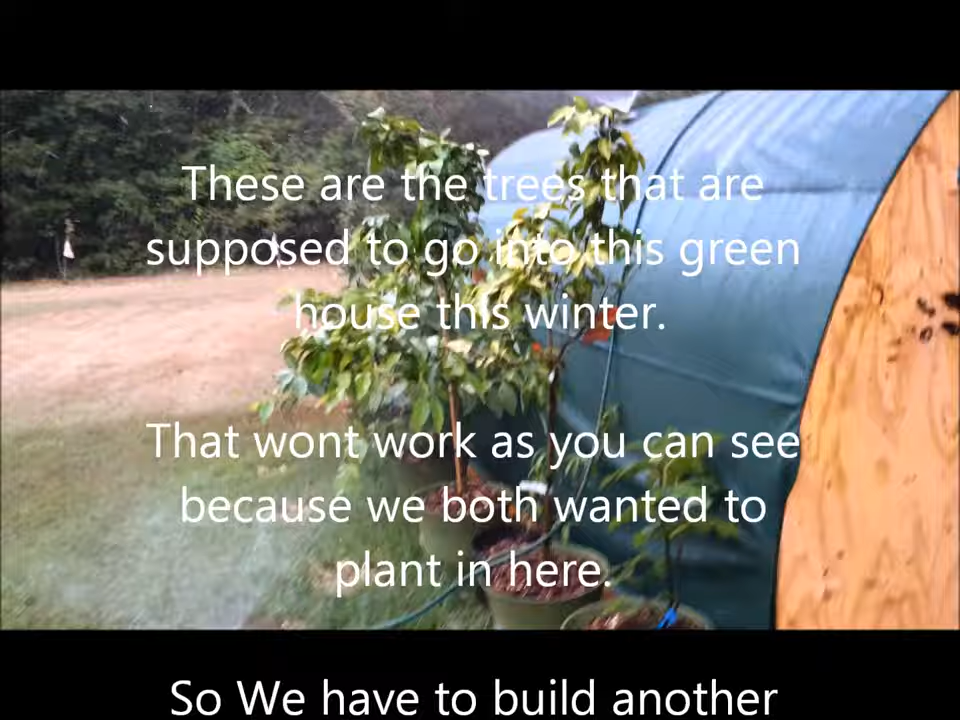 These are the trees that are
supposed to go into this green
house this winter.
That wont work as you can see
because we both wanted to
plant in here.
So We have to build another